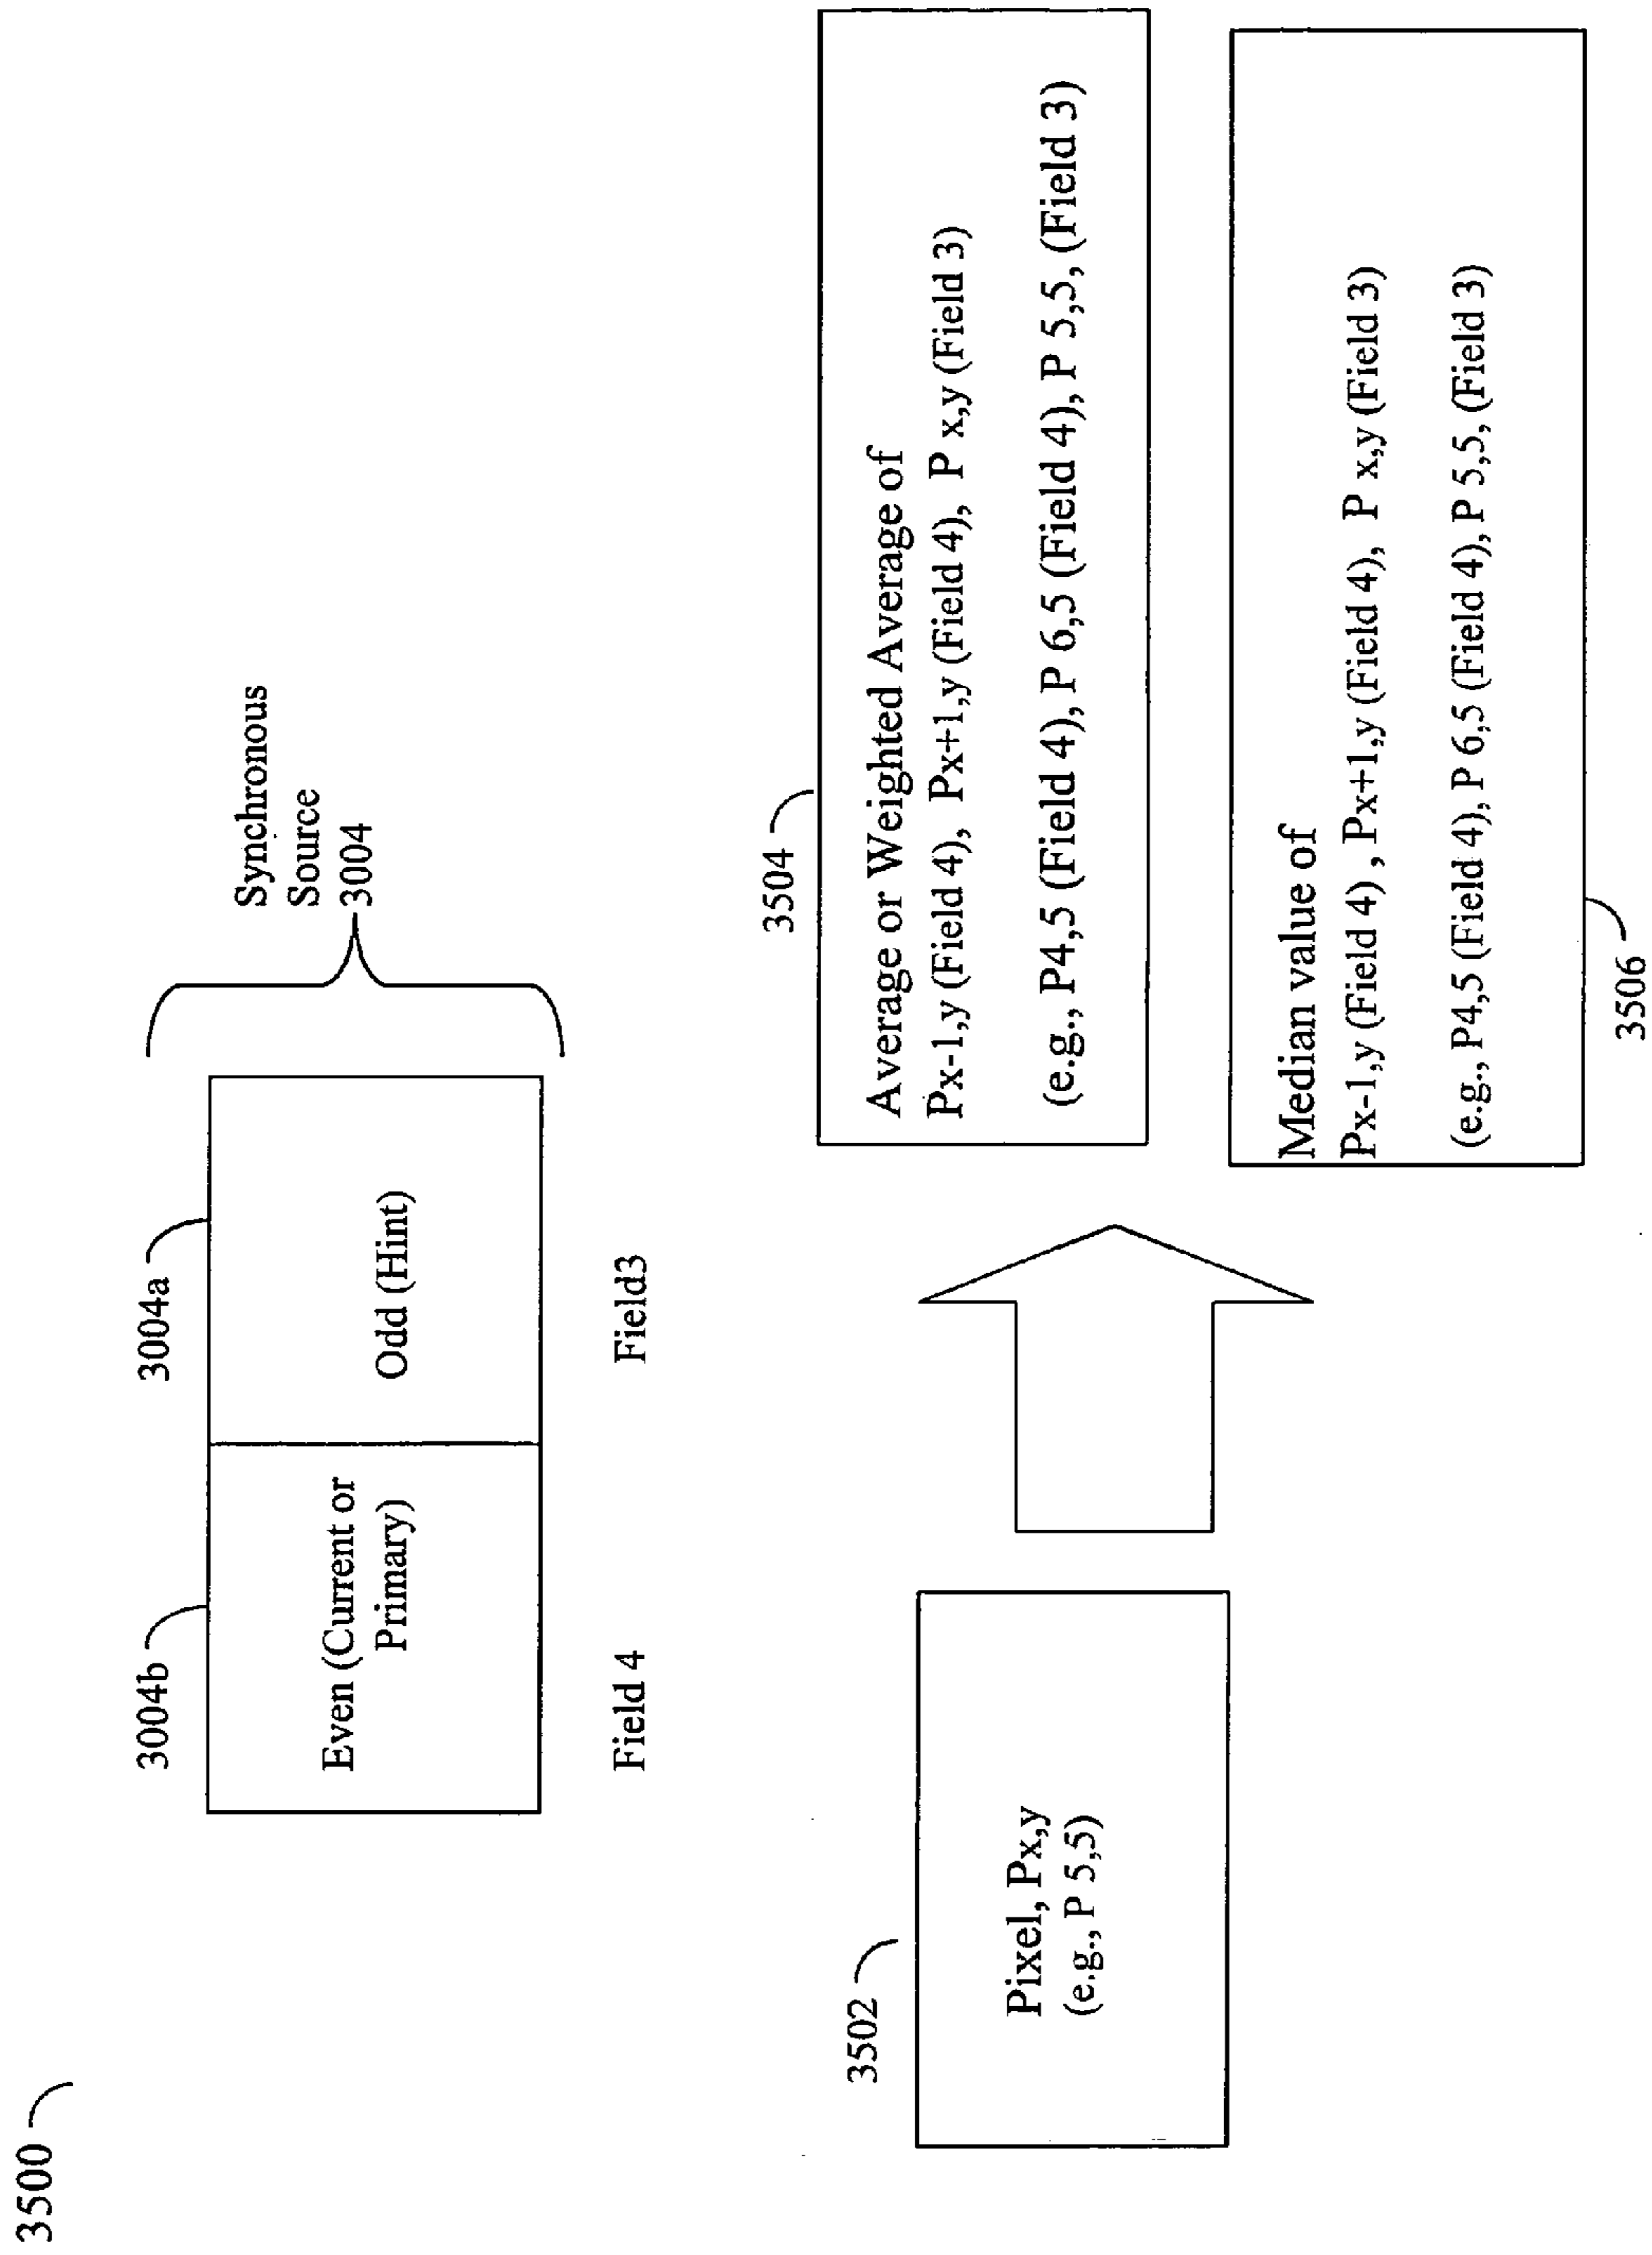 3500
3004b
3004a
Even (Current or
Primary)
Odd (Hint)
Synchronous
Source
3004
Field 4
Field3
3502
Pixel, Px,y
(e.g., P 5,5)
3504
Average or Weighted Average of
Px-1,y (Field 4), Px+1,y (Field 4), P x,y (Field 3)
(e.g., P4,5 (Field 4), P 6,5 (Field 4), P 5,5, (Field 3)
Median value of
Px-1,y (Field 4) , Px+1,y (Field 4), P x,y (Field 3)
(e.g., P4,5 (Field 4), P 6,5 (Field 4), P 5,5, (Field 3)
3506